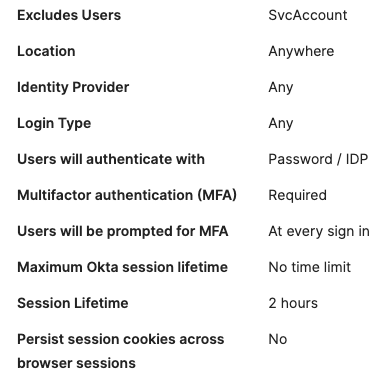 Excludes Users SvcAccount
Location Anywhere
Identity Provider Any
Login Type Any
Users will authenticate with Password / IDP
Multifactor authentication (MFA) Required
Users will be prompted for MFA At every sign in
Maximum Okta session lifetime No time limit
Session Lifetime 2 hours
Persist session cookies across No
browser sessions